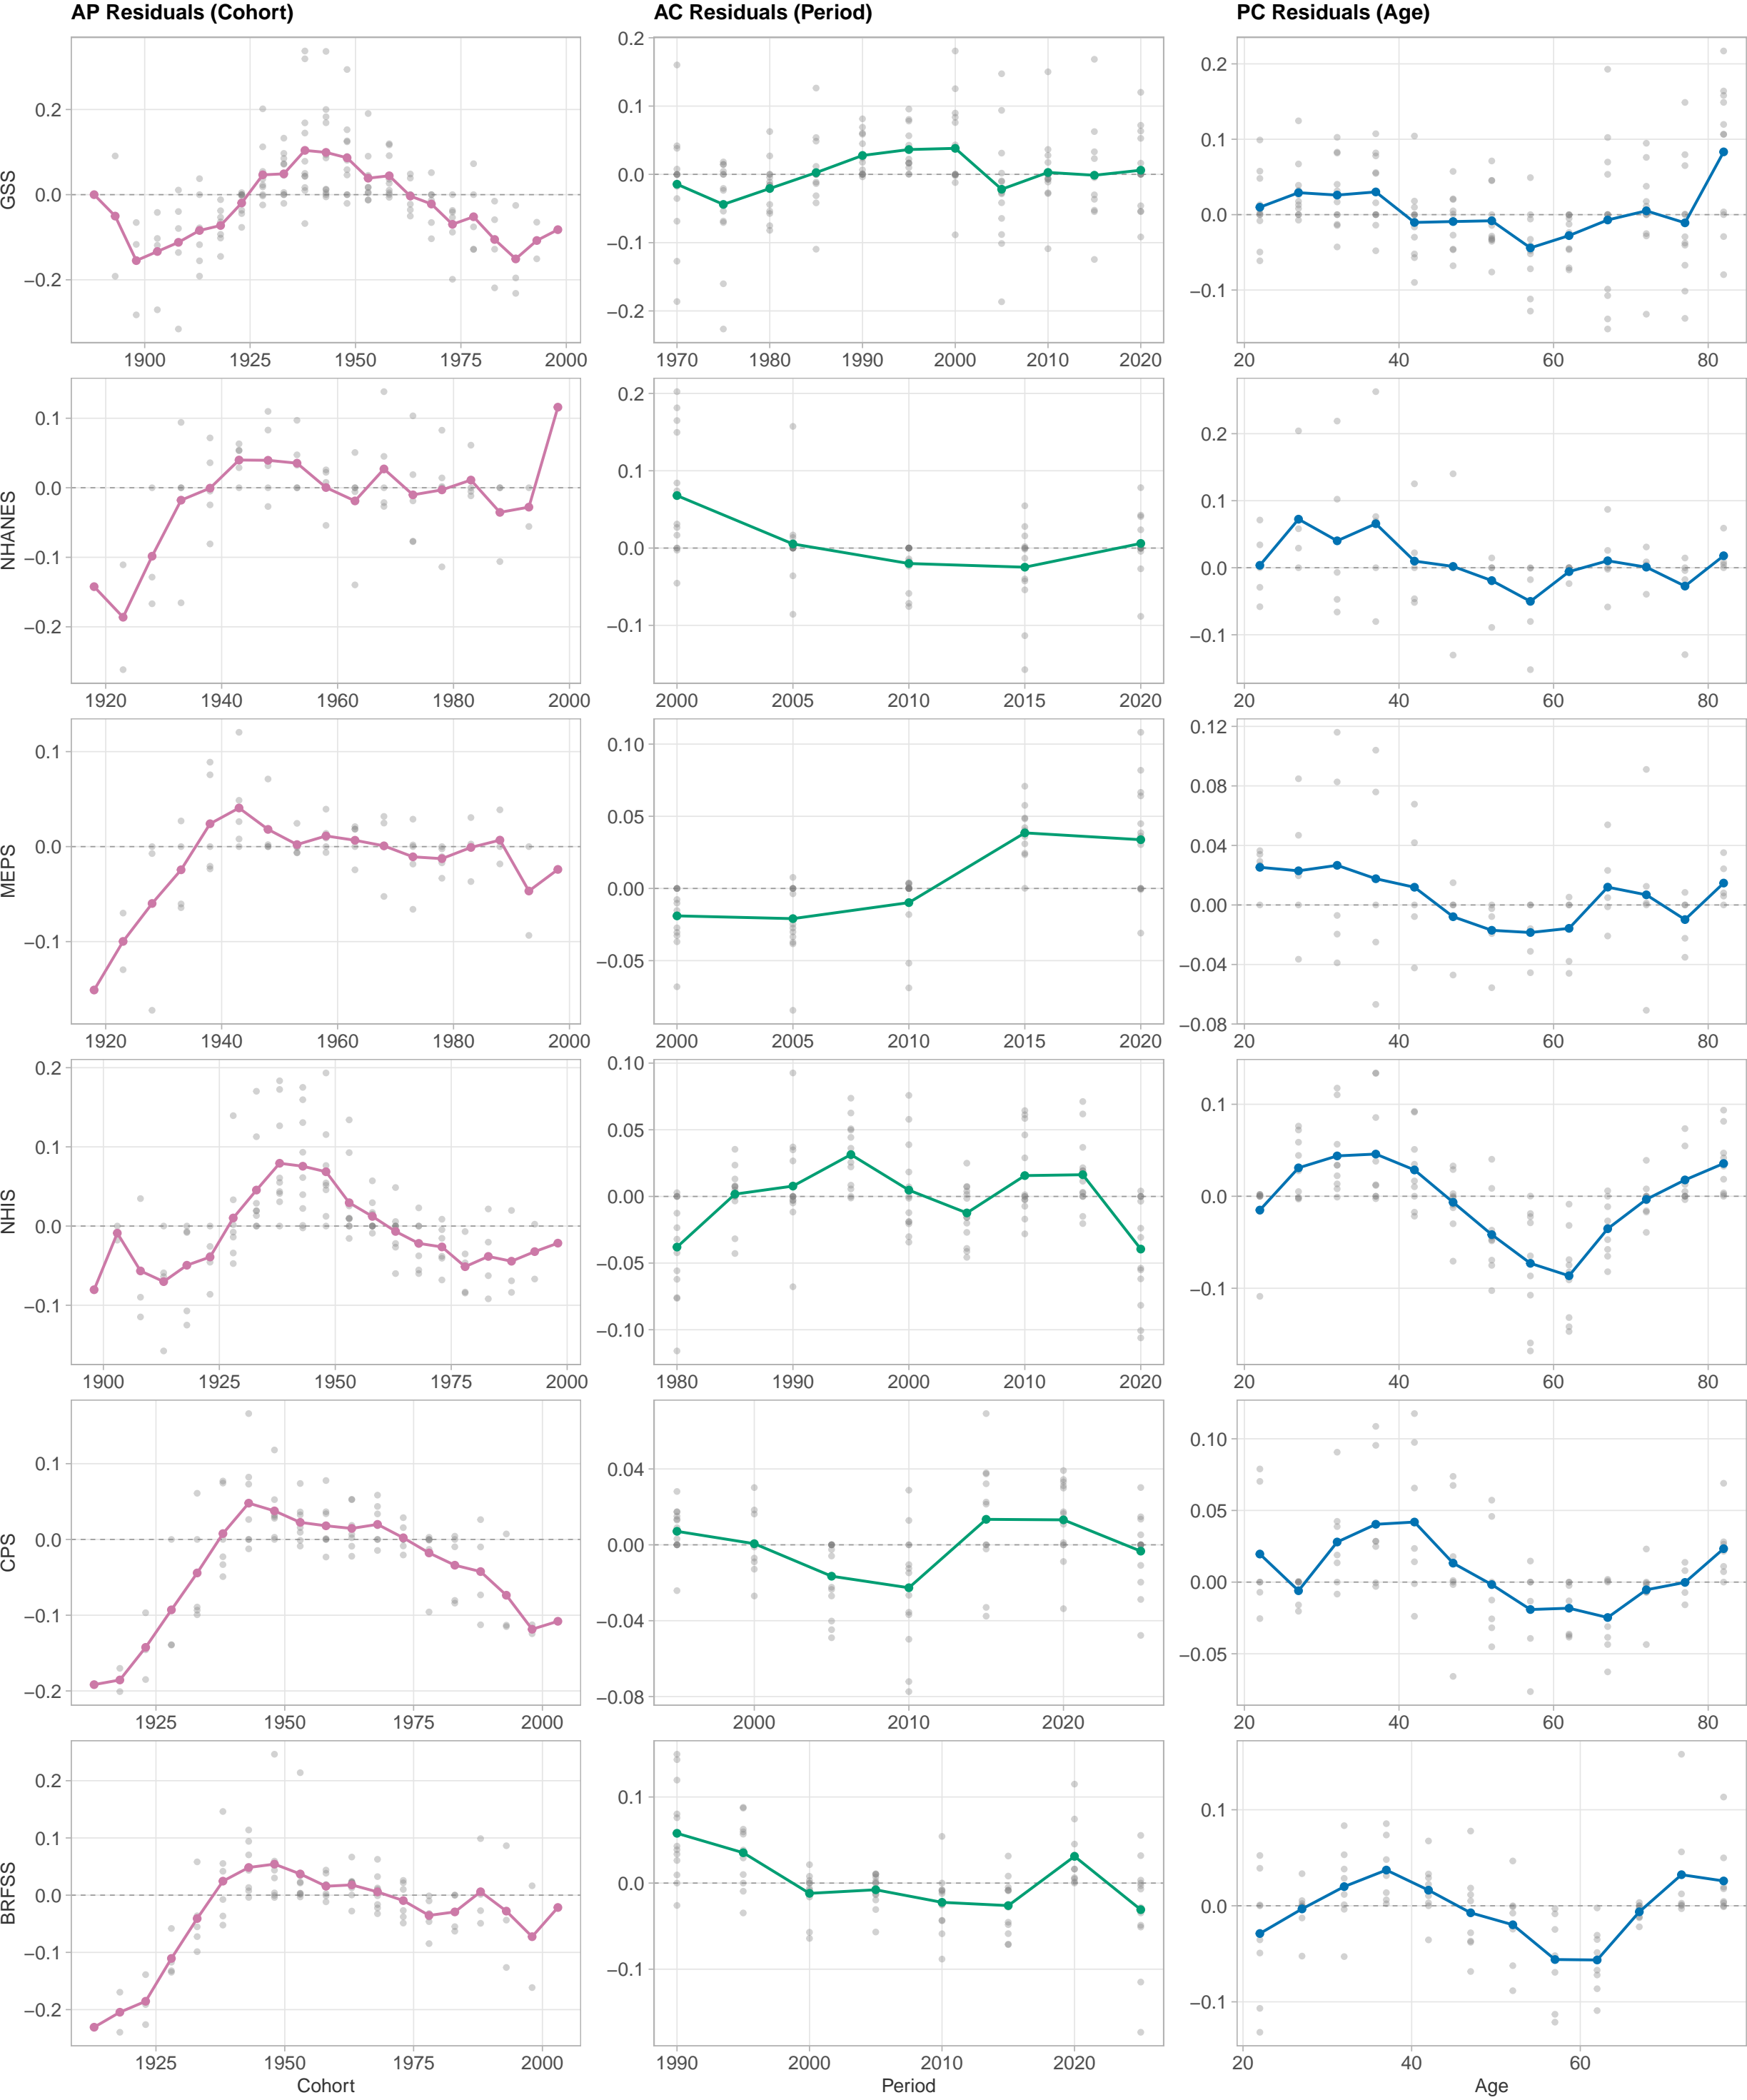 AP Residuals (Cohort) AC Residuals (Period) PC Residuals (Age)
GSS
0.2
0.0
−0.2
1900 1925 1950 1975 2000
0.2
0.1
0.0
−0.1
−0.2
1970 1980 1990 2000 2010 2020
0.2
0.1
0.0
−0.1
20 40 60 80
NHANES
0.1
0.0
−0.1
−0.2
1920 1940 1960 1980 2000
0.2
0.1
0.0
−0.1
2000 2005 2010 2015 2020
0.2
0.1
0.0
−0.1
20 40 60 80
MEPS
0.1
0.0
−0.1
1920 1940 1960 1980 2000
0.10
0.05
0.00
−0.05
2000 2005 2010 2015 2020
0.12
0.08
0.04
0.00
−0.04
−0.08
20 40 60 80
NHIS
0.2
0.1
0.0
−0.1
1900 1925 1950 1975 2000
0.10
0.05
0.00
−0.05
−0.10
1980 1990 2000 2010 2020
0.1
0.0
−0.1
20 40 60 80
CPS
0.1
0.0
−0.1
−0.2
1925 1950 1975 2000
0.04
0.00
−0.04
−0.08
2000 2010 2020
0.10
0.05
0.00
−0.05
20 40 60 80
BRFSS
0.2
0.1
0.0
−0.1
−0.2
1925 1950 1975 2000
Cohort
0.1
0.0
−0.1
1990 2000 2010 2020
Period
0.1
0.0
−0.1
20 40 60
Age